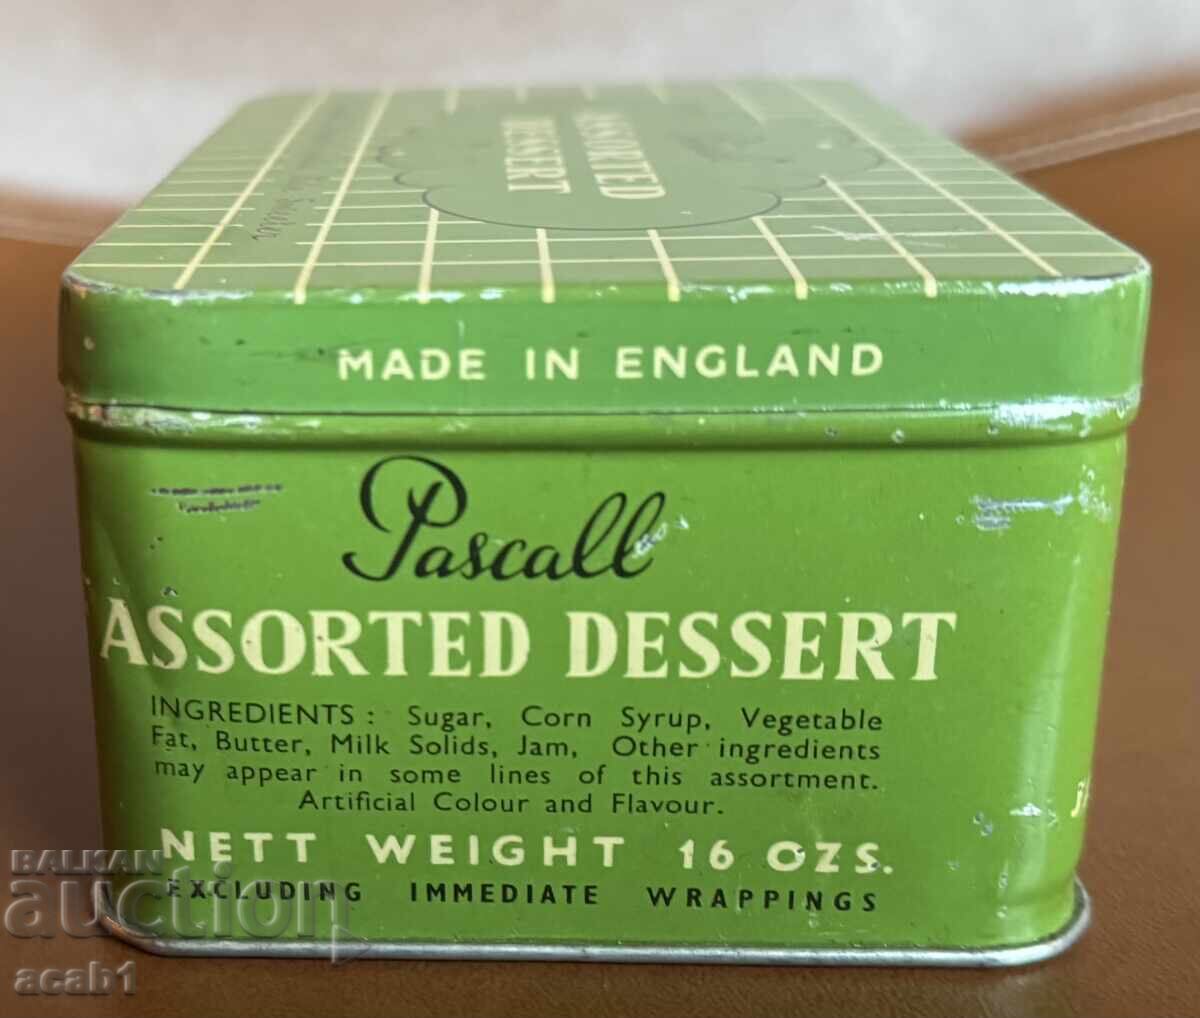 ASSORTED
DESSERT
MADE IN ENGLAND
Pascall
ASSORTED DESSERT
INGREDIENTS : Sugar, Corn Syrup, Vegetable
Fat, Butter, Milk Solids, Jam, Other ingredients
may appear in some lines of this assortment.
Artificial Colour and Flavour.
NETT WEIGHT 16 OZS.
EXCLUDING IMMEDIATE WRAPPINGS
BALKAN
auction
acab1